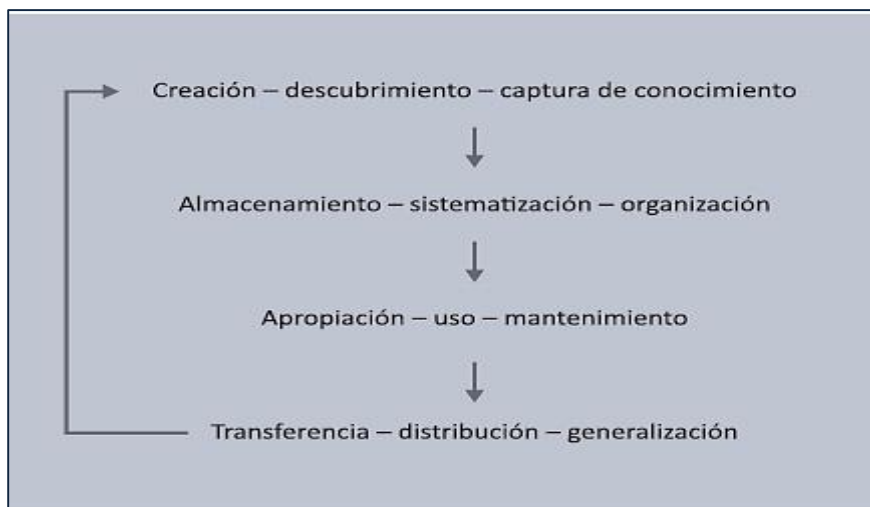 Creación – descubrimiento – captura de conocimiento
Almacenamiento – sistematización – organización
Apropiación – uso – mantenimiento
Transferencia – distribución – generalización